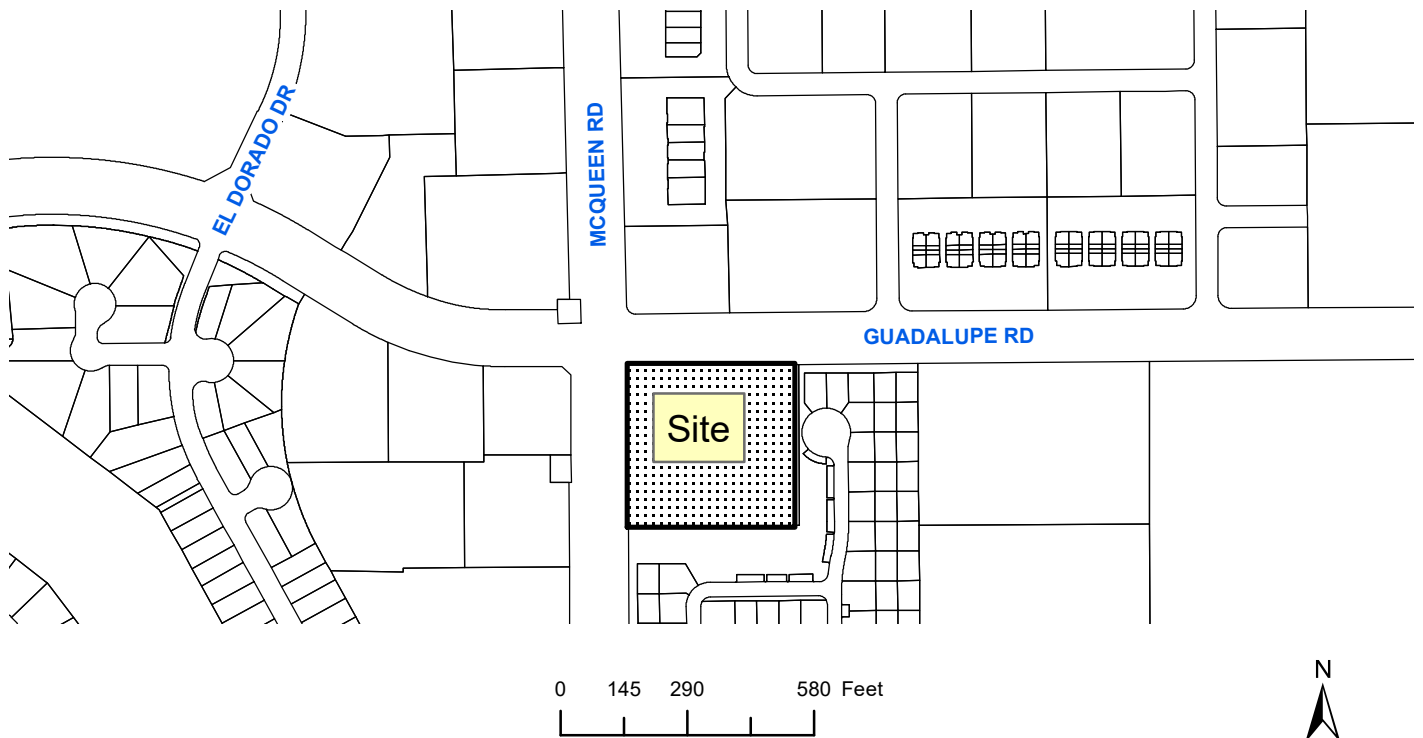 EL DORADO DR
MCQUEEN RD
GUADALUPE RD
Site
0 145 290 580 Feet
N